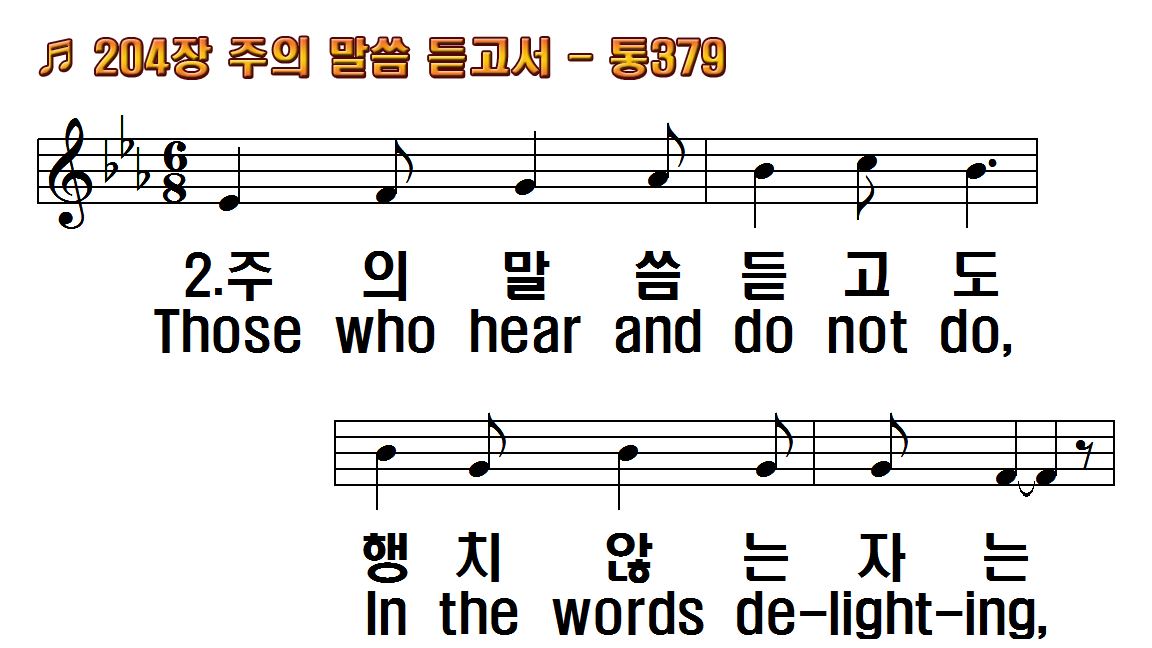 ♬ 204장 주의 말씀 듣고서 - 통379
6
8
2.주 의 말 씀 듣 고 도
Those who hear and do not do,
행 치 않 는 자 는
In the words de-light-ing,